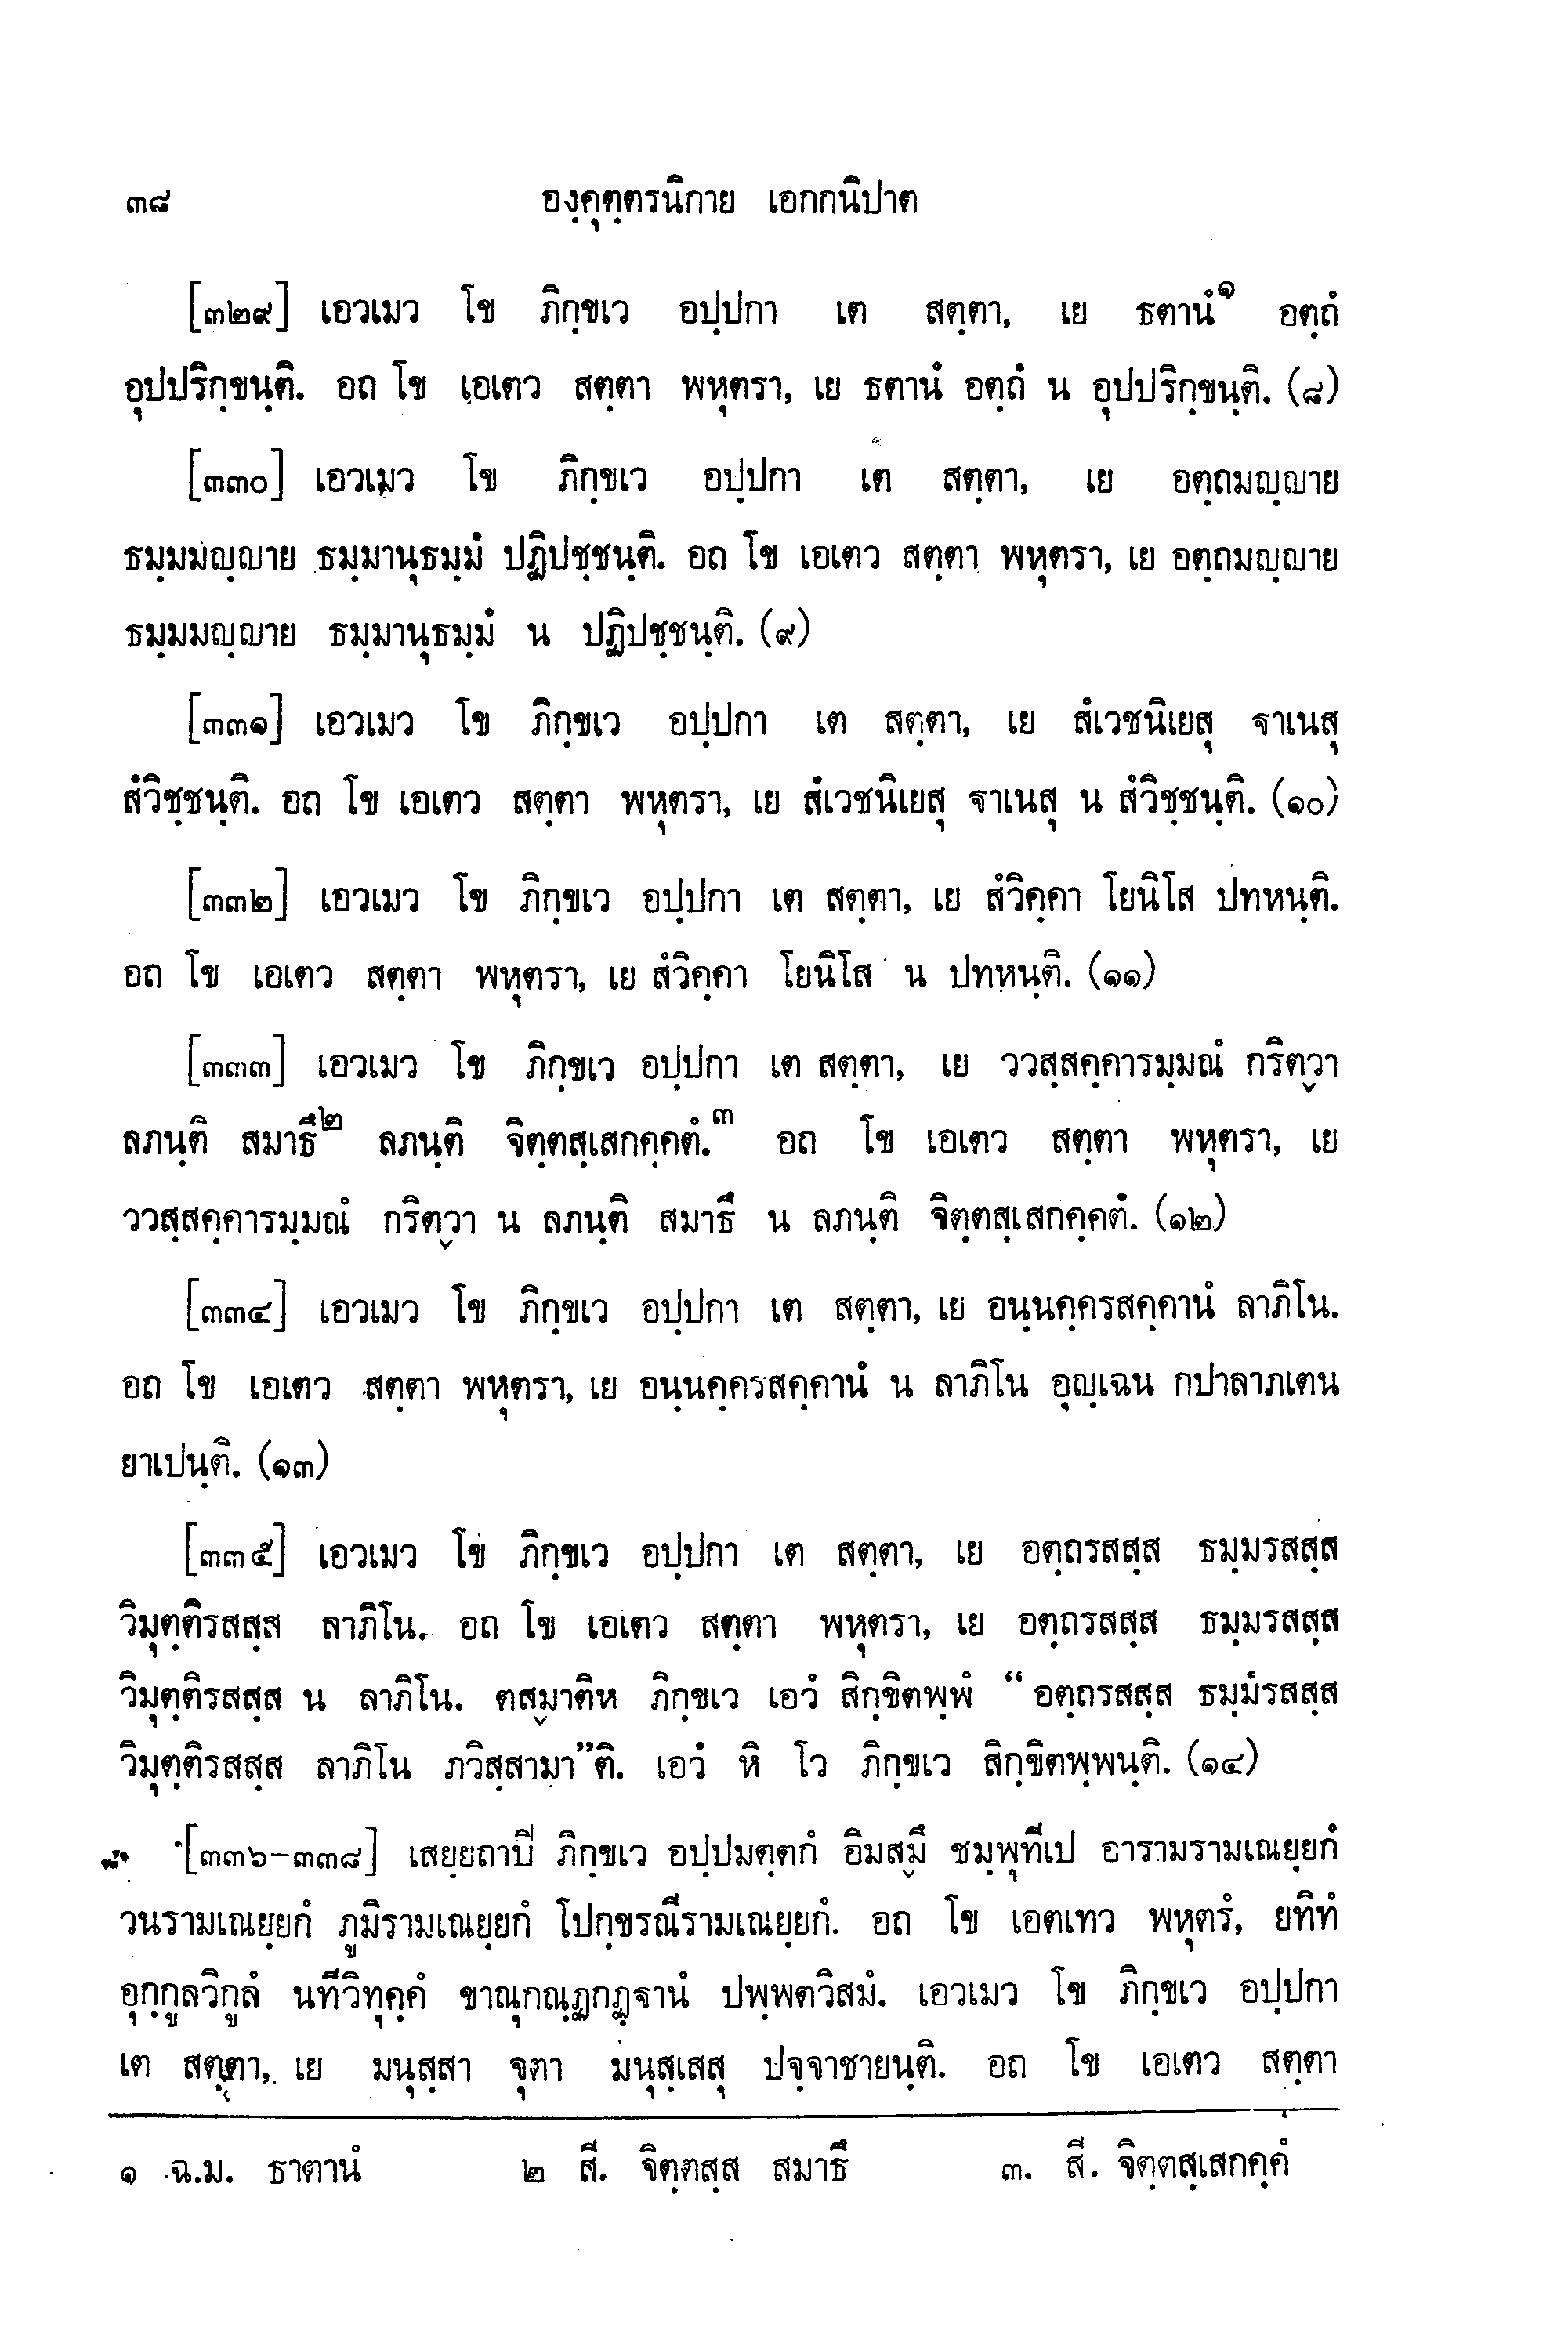 ๓๘ องฺคุตฺตรนิกาย เอกกนิปาต
[๓๒๙] เอวเมว โข ภิกฺขเว อปฺปกา เต สตฺตา, เย ธตานํ๑ อตฺถํ
อุปปริกฺขนฺติ. อถ โข เอเตว สตฺตา พหุตรา, เย ธตานํ อตฺถํ น อุปปริกฺขนฺติ. (๘)
[๓๓๐] เอวเมว โข ภิกฺขเว อปฺปกา เต สตฺตา, เย อตฺถมญฺญาย
ธมฺมมญฺญาย ธมฺมานุธมฺมํ ปฏิปชฺชนฺติ. อถ โข เอเตว สตฺตา พหุตรา, เย อตฺถมญฺญาย
ธมฺมมญฺญาย ธมฺมานุธมฺมํ น ปฏิปชฺชนฺติ. (๙)
[๓๓๑] เอวเมว โข ภิกฺขเว อปฺปกา เต สตฺตา, เย สํเวชนิเยสุ ฐาเนสุ
สํวิชฺชนฺติ. อถ โข เอเตว สตฺตา พหุตรา, เย สํเวชนิเยสุ ฐาเนสุ น สํวิชฺชนฺติ. (๑๐)
[๓๓๒] เอวเมว โข ภิกฺขเว อปฺปกา เต สตฺตา, เย สํวิคฺคา โยนิโส ปทหนฺติ.
อถ โข เอเตว สตฺตา พหุตรา, เย สํวิคฺคา โยนิโส น ปทหนฺติ. (๑๑)
[๓๓๓] เอวเมว โข ภิกฺขเว อปฺปกา เต สตฺตา, เย ววสฺสคฺคารมฺมณํ กริตฺวา
ลภนฺติ สมาธึ๒ ลภนฺติ จิตฺตสฺเสกคฺคตํ.๓ อถ โข เอเตว สตฺตา พหุตรา, เย
ววสฺสคฺคารมฺมณํ กริตฺวา น ลภนฺติ สมาธึ น ลภนฺติ จิตฺตสฺเสกคฺคตํ. (๑๒)
[๓๓๔] เอวเมว โข ภิกฺขเว อปฺปกา เต สตฺตา, เย อนฺนคฺครสคฺคานํ ลาภิโน.
อถ โข เอเตว สตฺตา พหุตรา, เย อนฺนคฺครสคฺคานํ น ลาภิโน อุญฺเฉน กปาลาภเตน
ยาเปนฺติ. (๑๓)
[๓๓๕] เอวเมว โข ภิกฺขเว อปฺปกา เต สตฺตา, เย อตฺถรสสฺส ธมฺมรสสฺส
วิมุตฺติรสสฺส ลาภิโน. อถ โข เอเตว สตฺตา พหุตรา, เย อตฺถรสสฺส ธมฺมรสสฺส
วิมุตฺติรสสฺส น ลาภิโน. ตสฺมาติห ภิกฺขเว เอวํ สิกฺขิตพฺพํ “อตฺถรสสฺส ธมฺมรสสฺส
วิมุตฺติรสสฺส ลาภิโน ภวิสฺสามา”ติ. เอวํ หิ โว ภิกฺขเว สิกฺขิตพฺพนฺติ. (๑๔)
[๓๓๖-๓๓๘] เสยฺยถาปิ ภิกฺขเว อปฺปมตฺตกํ อิมสฺมึ ชมฺพุทีเป อารามรามเณยฺยกํ
วนรามเณยฺยกํ ภูมิรามเณยฺยกํ โปกฺขรณีรามเณยฺยกํ. อถ โข เอตเทว พหุตรํ, ยทิทํ
อุกฺกูลวิกูลํ นทีวิทุคฺคํ ขาณุกณฺฏกฏฺฐานํ ปพฺพตวิสมํ. เอวเมว โข ภิกฺขเว อปฺปกา
เต สตฺตา, เย มนุสฺสา จุตา มนุสฺเสสุ ปจฺจาชายนฺติ. อถ โข เอเตว สตฺตา
๑ ฉ.ม. ธาตานํ ๒ สี. จิตฺตสฺส สมาธึ ๓. สี. จิตฺตสฺเสกคฺคํ